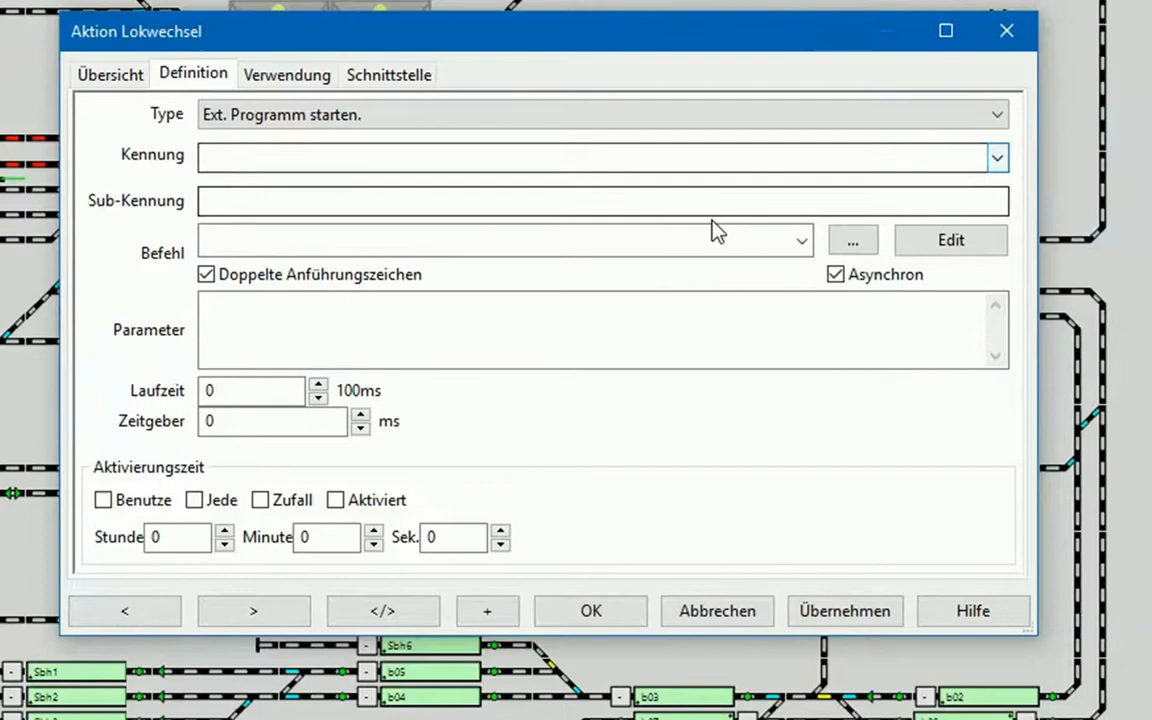 Aktion Lokwechsel
Übersicht Definition Verwendung Schnittstelle
Type Ext. Programm starten.
Kennung
Sub-Kennung
Befehl ... Edit
Doppelte Anführungszeichen Asynchron
Parameter
Laufzeit 0 100ms
Zeitgeber 0 ms
Aktivierungszeit
Benutze Jede Zufall Aktiviert
Stunde 0 Minute 0 Sek. 0
< > </> + OK Abbrechen Übernehmen Hilfe
- Sbh6
- Sbh1 - b05
- Sbh2 - b04 - b03 - b02